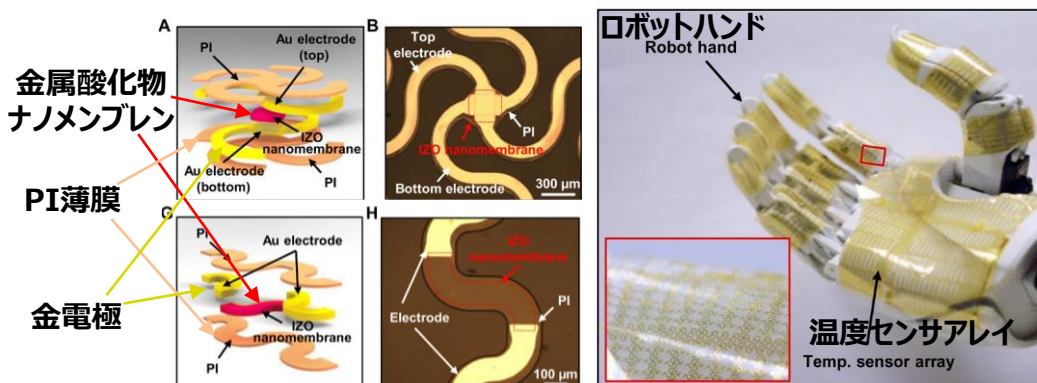 金属酸化物
ナノメンブレン
PI薄膜
金電極
A
PI
Au electrode
(top)
IZO
nanomembrane
Au electrode
(bottom)
PI
B
Top
electrode
PI
IZO nanomembrane
Bottom electrode
300 μm
G
PI
Au electrode
IZO
nanomembrane
PI
H
IZO
nanomembrane
PI
Electrode
100 μm
ロボットハンド
Robot hand
温度センサアレイ
Temp. sensor array